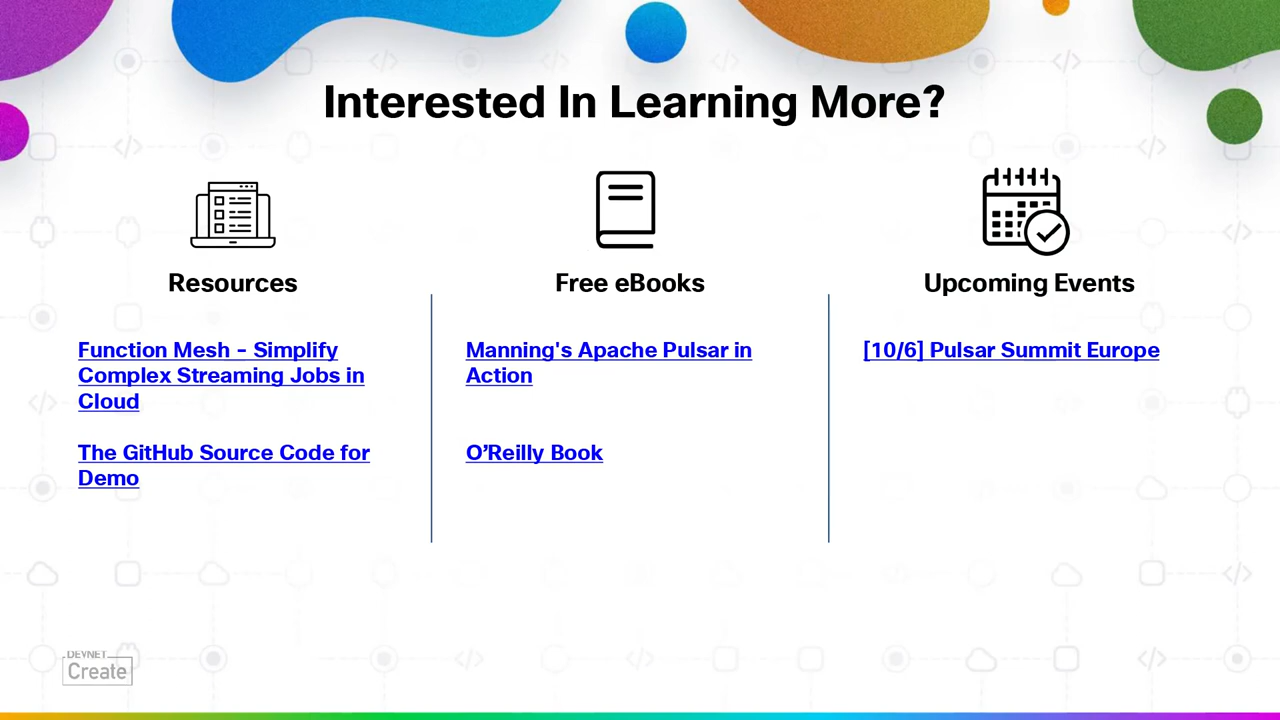 Interested In Learning More?
Resources
Function Mesh – Simplify
Complex Streaming Jobs in
Cloud
The GitHub Source Code for
Demo
Free eBooks
Manning's Apache Pulsar in
Action
O’Reilly Book
Upcoming Events
[10/6] Pulsar Summit Europe
DEVNET
Create